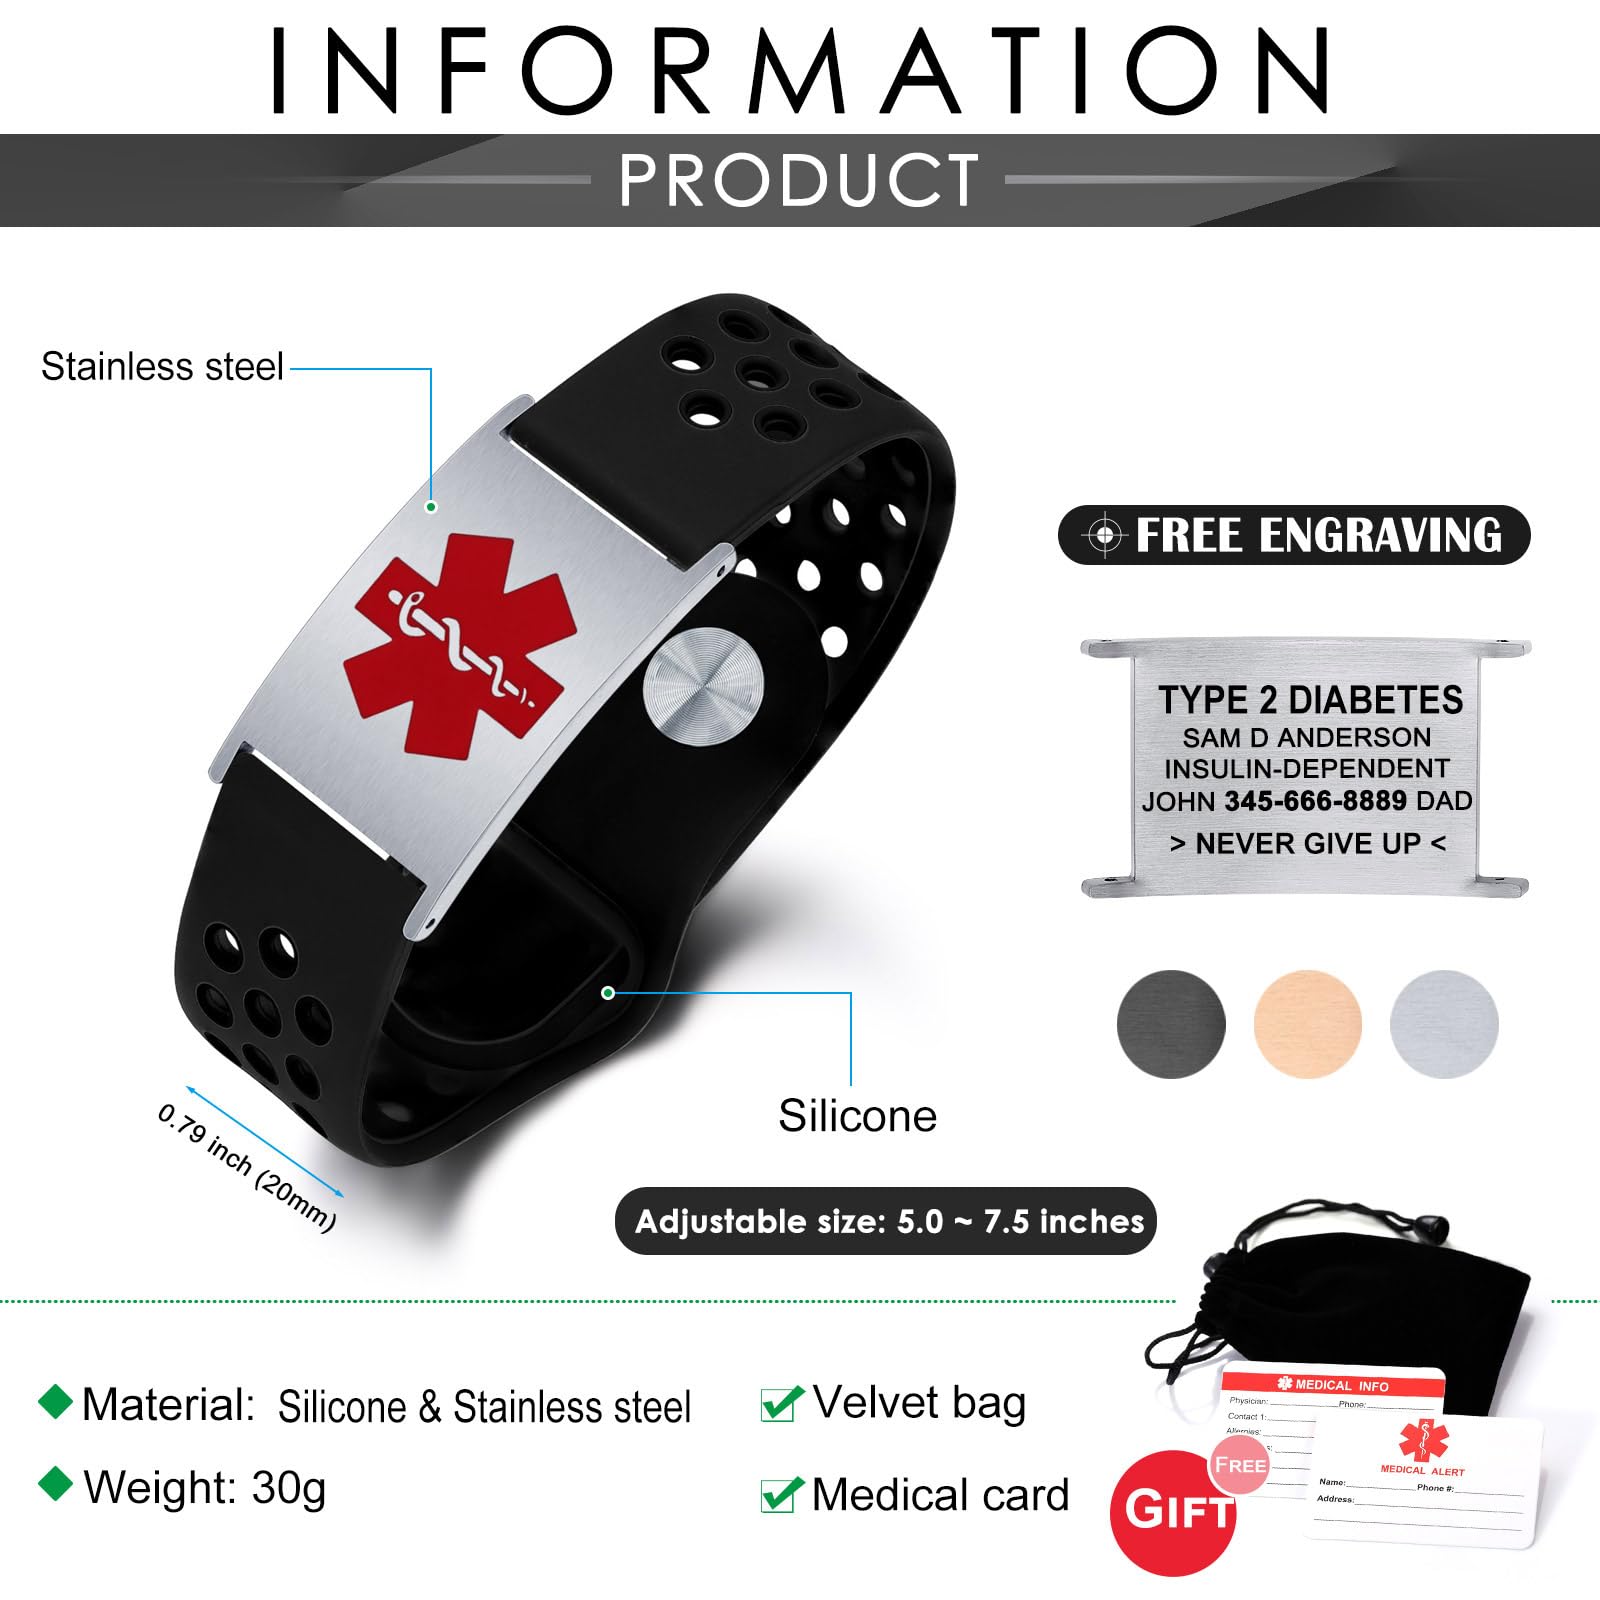 INFORMATION
PRODUCT
Stainless steel
FREE ENGRAVING
TYPE 2 DIABETES
SAM D ANDERSON
INSULIN-DEPENDENT
JOHN 345-666-8889 DAD
> NEVER GIVE UP <
Silicone
0.79 inch (20mm)
Adjustable size: 5.0 ~ 7.5 inches
Material: Silicone & Stainless steel
Weight: 30g
Velvet bag
Medical card
MEDICAL INFO
Physician: Phone:
Contact 1:
Allergies:
FREE
GIFT
MEDICAL ALERT
Name: Phone #:
Address: